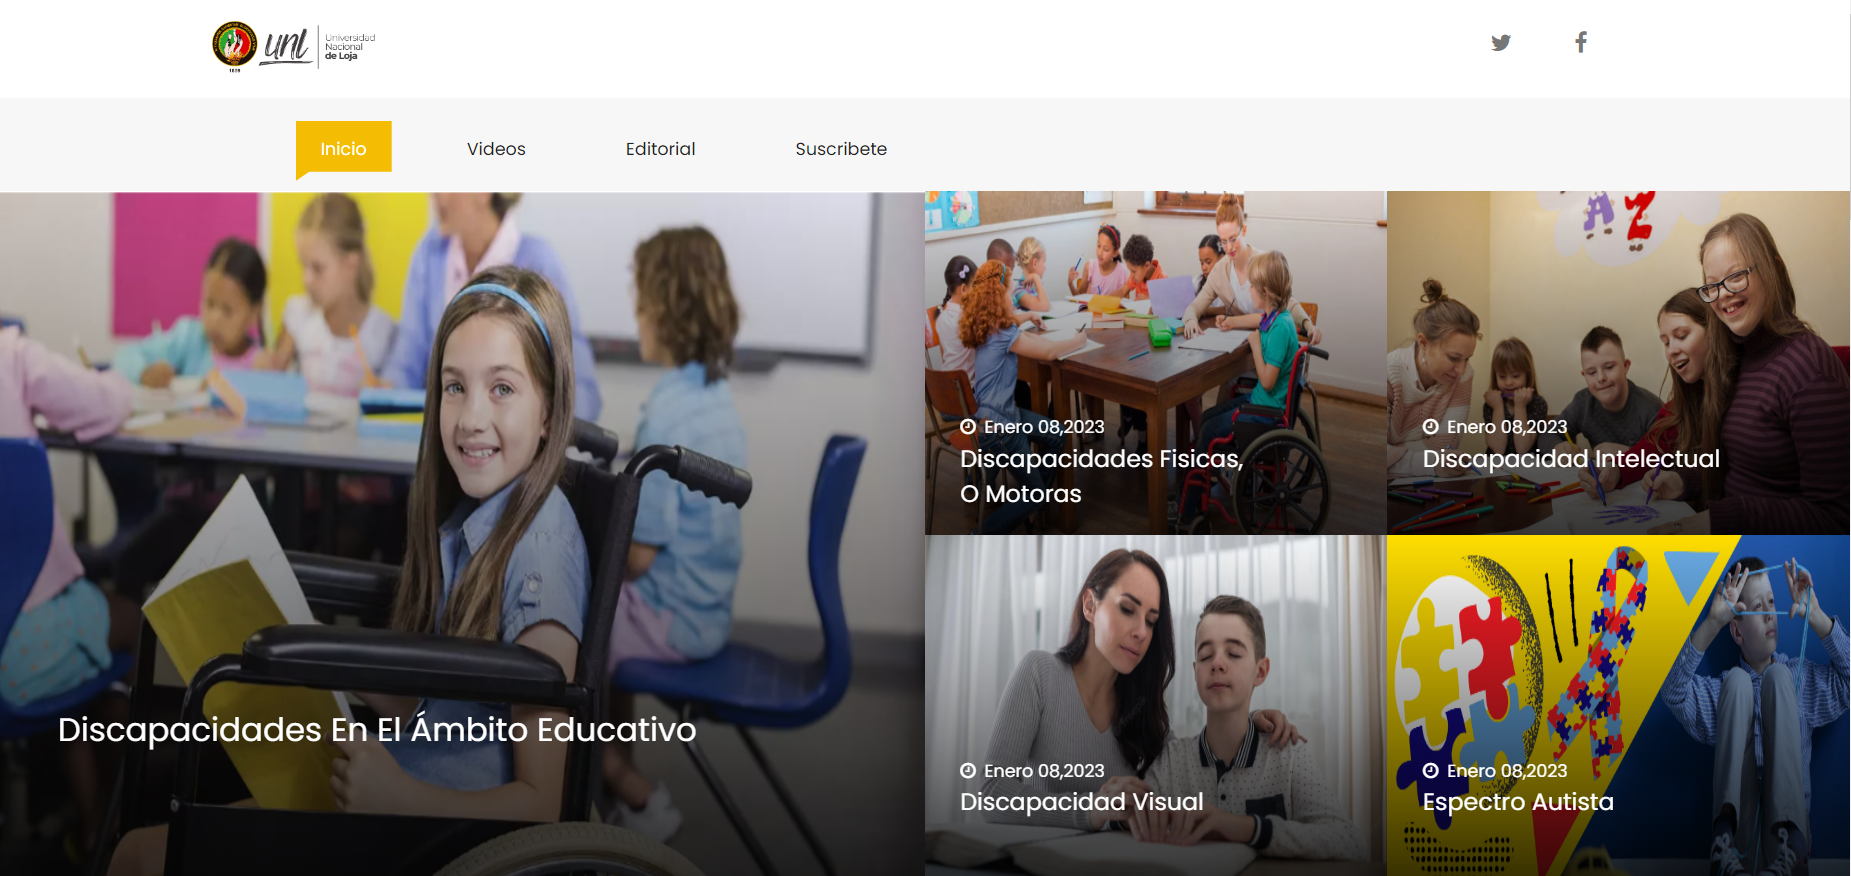 unl
Universidad
Nacional
de Loja
1859
Inicio
Videos
Editorial
Suscribete
A Z
Discapacidades En El Ámbito Educativo
Enero 08,2023
Discapacidades Fisicas,
O Motoras
Enero 08,2023
Discapacidad Intelectual
Enero 08,2023
Discapacidad Visual
Enero 08,2023
Espectro Autista